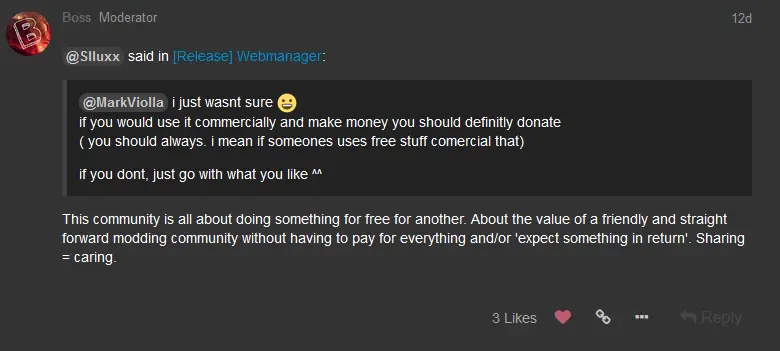 Boss Moderator 12d
@Slluxx said in [Release] Webmanager:
@MarkViolla i just wasnt sure 😀
if you would use it commercially and make money you should definitly donate
( you should always. i mean if someones uses free stuff comercial that)
if you dont, just go with what you like ^^
This community is all about doing something for free for another. About the value of a friendly and straight
forward modding community without having to pay for everything and/or 'expect something in return'. Sharing
= caring.
3 Likes Reply